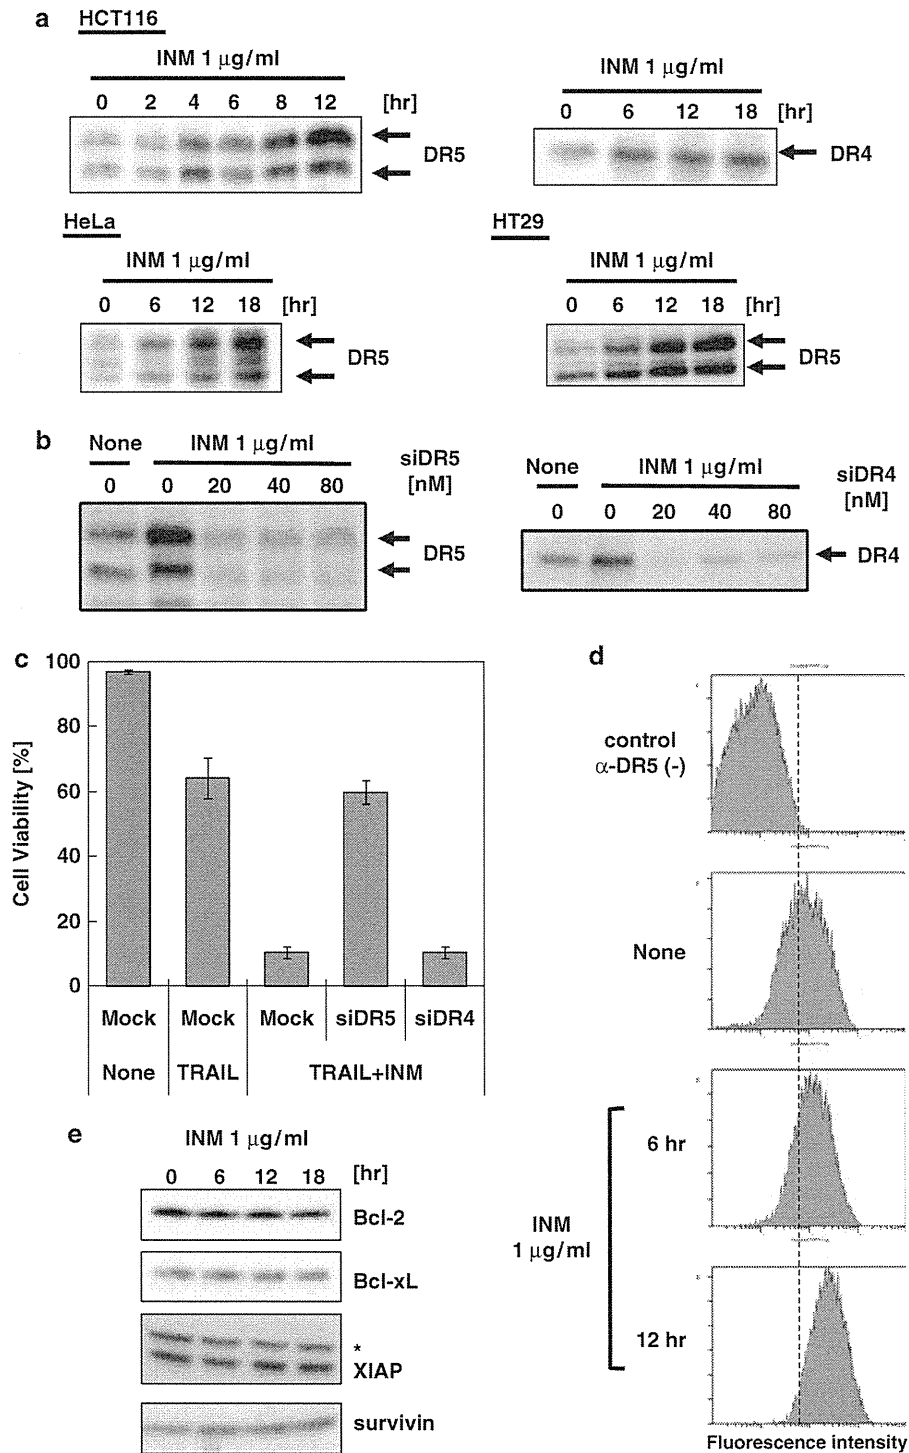 a
HCT116
INM 1 μg/ml
0 2 4 6 8 12 [hr]
DR5
INM 1 μg/ml
0 6 12 18 [hr]
DR4
HeLa
INM 1 μg/ml
0 6 12 18 [hr]
DR5
HT29
INM 1 μg/ml
0 6 12 18 [hr]
DR5
b
None INM 1 μg/ml siDR5
0 0 20 40 80 [nM]
DR5
None INM 1 μg/ml siDR4
0 0 20 40 80 [nM]
DR4
c
Cell Viability [%]
100
80
60
40
20
0
Mock Mock Mock siDR5 siDR4
None TRAIL TRAIL+INM
d
control
α-DR5 (-)
None
6 hr
INM
1 μg/ml
12 hr
Fluorescence intensity
e
INM 1 μg/ml
0 6 12 18 [hr]
Bcl-2
Bcl-xL
*
XIAP
survivin